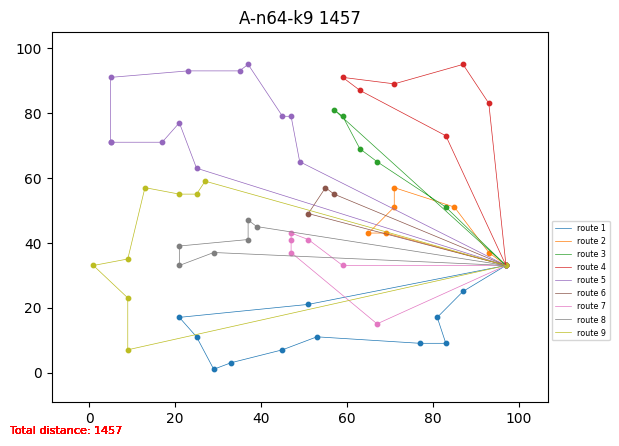 A-n64-k9 1457
100
80
60
40
20
0
0 20 40 60 80 100
route 1
route 2
route 3
route 4
route 5
route 6
route 7
route 8
route 9
Total distance: 1457